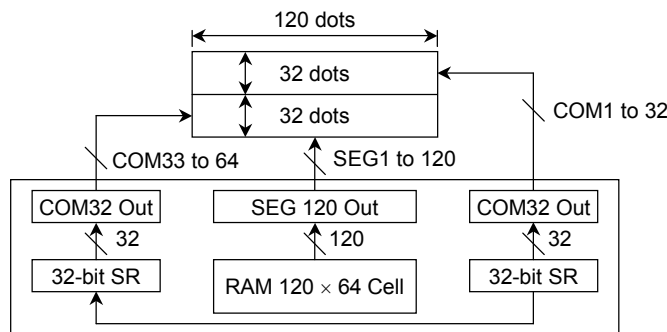 120 dots
32 dots
32 dots
COM1 to 32
COM33 to 64
SEG1 to 120
COM32 Out
SEG 120 Out
COM32 Out
32
120
32
32-bit SR
RAM 120 × 64 Cell
32-bit SR